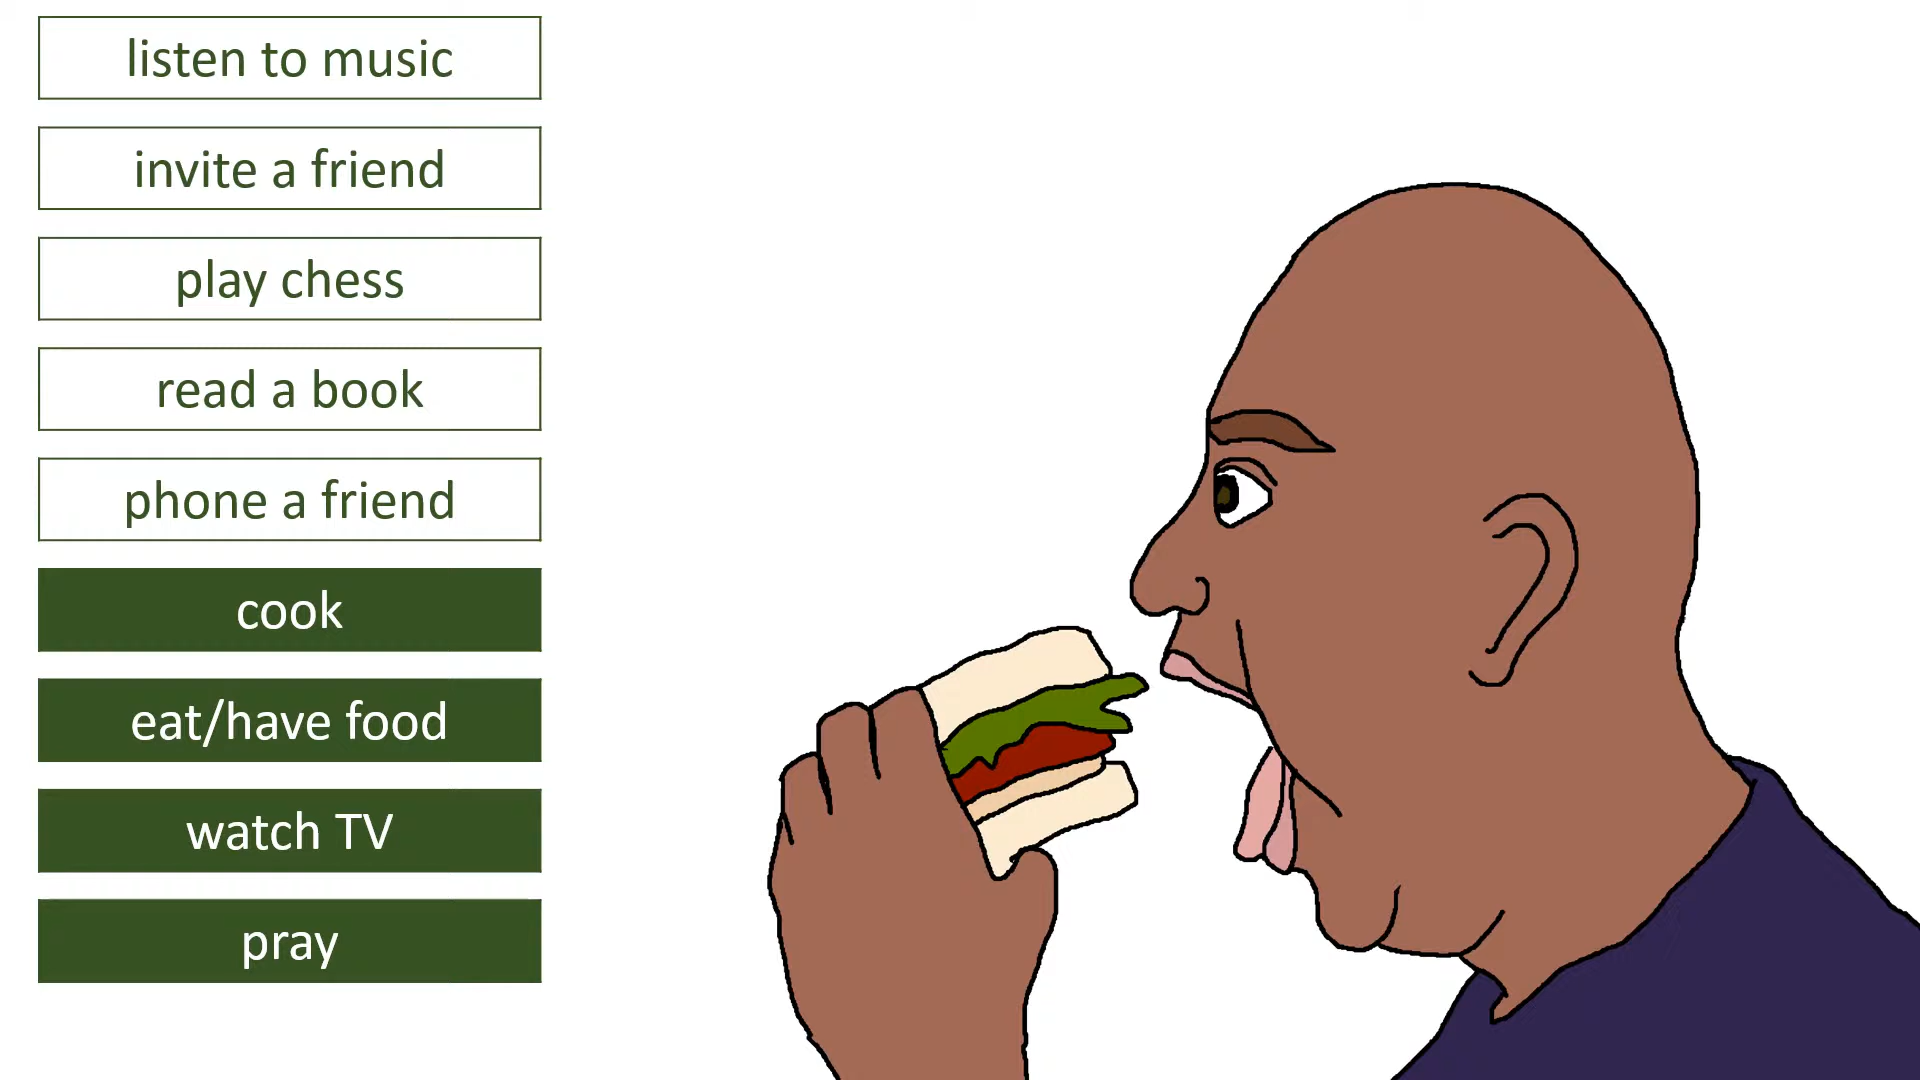 listen to music
invite a friend
play chess
read a book
phone a friend
cook
eat/have food
watch TV
pray